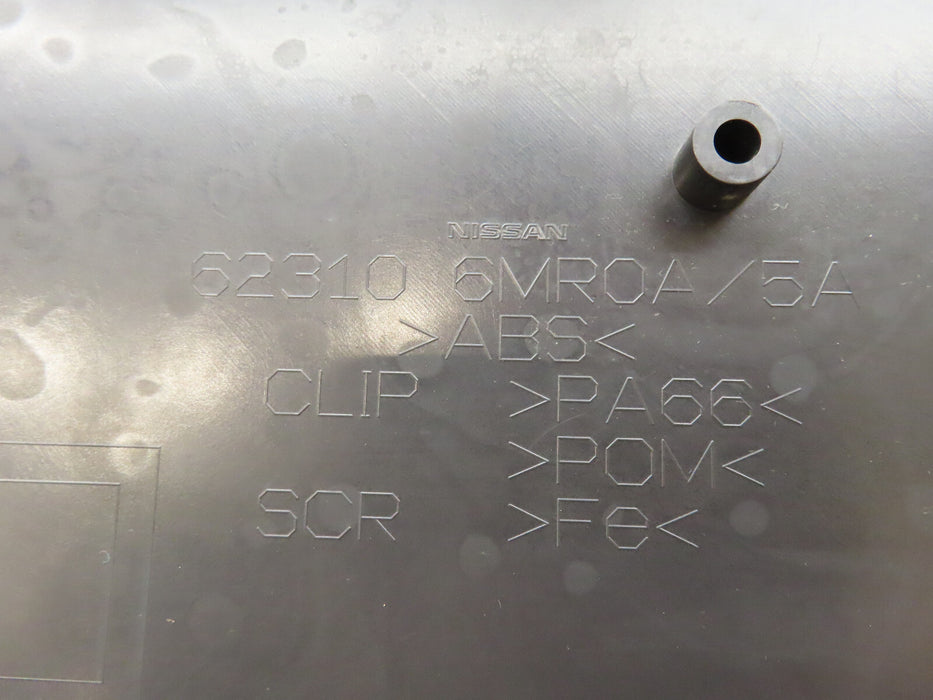 NISSAN
62310 6MR0A/5A
>ABS<
CLIP >PA66<
>POM<
SCR >Fe<